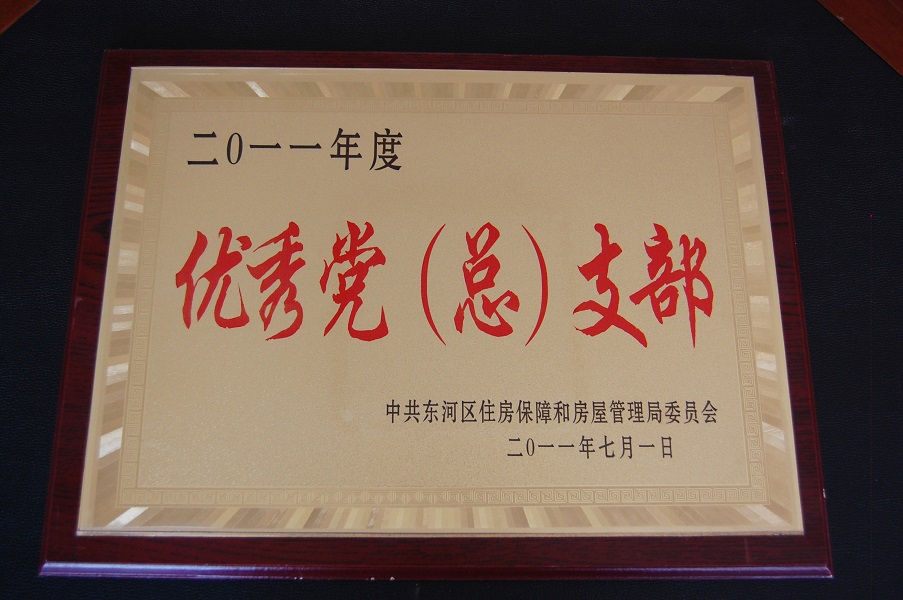 二0一一年度
优秀党（总）支部
中共东河区住房保障和房屋管理局委员会
二0一一年七月一日